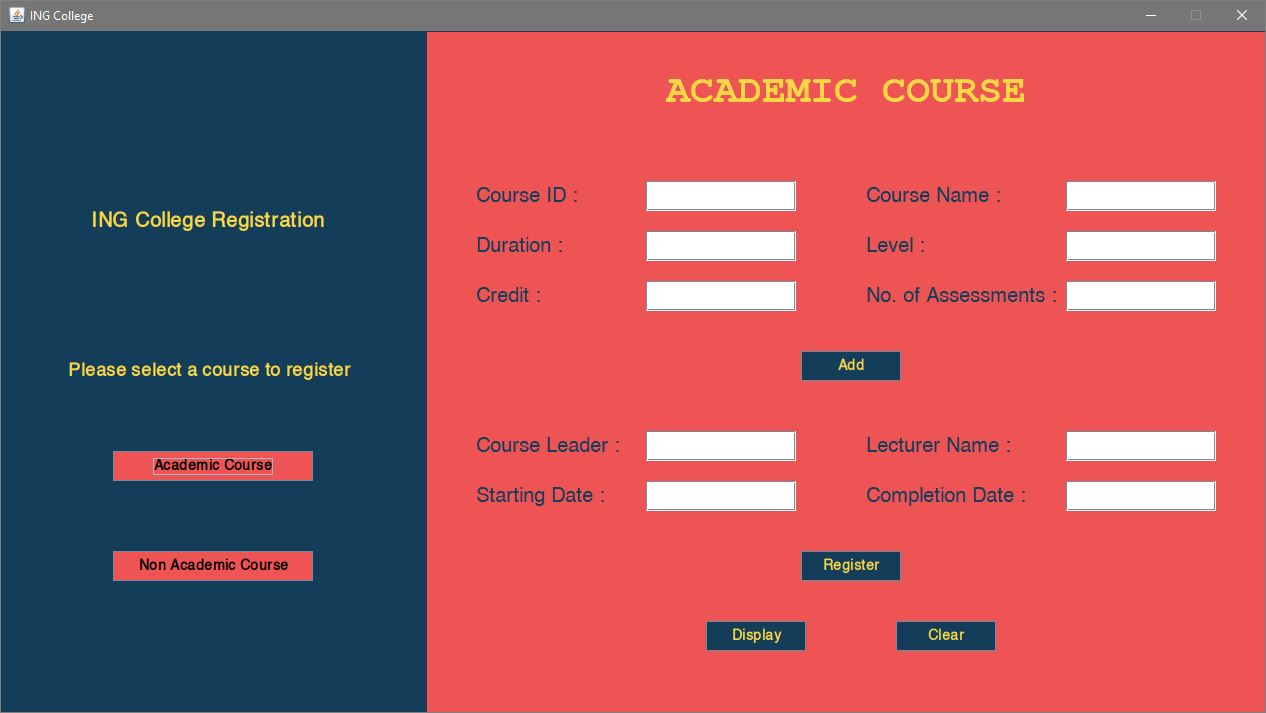 ING College
ACADEMIC COURSE
ING College Registration
Please select a course to register
Academic Course
Non Academic Course
Course ID :
Course Name :
Duration :
Level :
Credit :
No. of Assessments :
Add
Course Leader :
Lecturer Name :
Starting Date :
Completion Date :
Register
Display
Clear